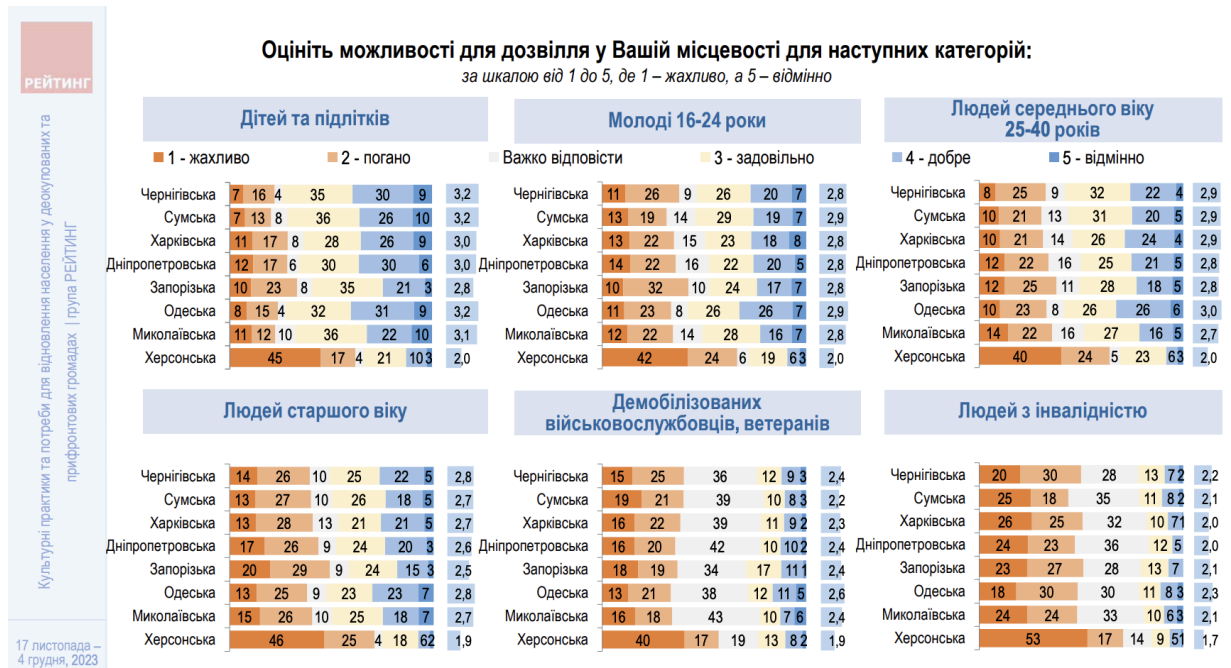 РЕЙТИНГ
Культурні практики та потреби для відновлення населення у деокупованих та
прифронтових громадах | група РЕЙТИНГ
17 листопада –
4 грудня, 2023
Оцініть можливості для дозвілля у Вашій місцевості для наступних категорій:
за шкалою від 1 до 5, де 1 – жахливо, а 5 – відмінно
Дітей та підлітків
Молоді 16-24 роки
Людей середнього віку
25-40 років
1 - жахливо 2 - погано Важко відповісти 3 - задовільно 4 - добре 5 - відмінно
Чернігівська 7 16 4 35 30 9 3,2
Сумська 7 13 8 36 26 10 3,2
Харківська 11 17 8 28 26 9 3,0
Дніпропетровська 12 17 6 30 30 6 3,0
Запорізька 10 23 8 35 21 3 2,8
Одеська 8 15 4 32 31 9 3,2
Миколаївська 11 12 10 36 22 10 3,1
Херсонська 45 17 4 21 10 3 2,0
Чернігівська 11 26 9 26 20 7 2,8
Сумська 13 19 14 29 19 7 2,9
Харківська 13 22 15 23 18 8 2,8
Дніпропетровська 14 22 16 22 20 5 2,8
Запорізька 10 32 10 24 17 7 2,8
Одеська 11 23 8 26 26 7 2,9
Миколаївська 12 22 14 28 16 7 2,8
Херсонська 42 24 6 19 6 3 2,0
Чернігівська 8 25 9 32 22 4 2,9
Сумська 10 21 13 31 20 5 2,9
Харківська 10 21 14 26 24 4 2,9
Дніпропетровська 12 22 16 25 21 5 2,8
Запорізька 12 25 11 28 18 5 2,8
Одеська 10 23 8 26 26 6 3,0
Миколаївська 14 22 16 27 16 5 2,7
Херсонська 40 24 5 23 6 3 2,0
Людей старшого віку
Демобілізованих
військовослужбовців, ветеранів
Людей з інвалідністю
Чернігівська 14 26 10 25 22 5 2,8
Сумська 13 27 10 26 18 5 2,7
Харківська 13 28 13 21 21 5 2,7
Дніпропетровська 17 26 9 24 20 3 2,6
Запорізька 20 29 9 24 15 3 2,5
Одеська 13 25 9 23 23 7 2,8
Миколаївська 15 26 10 25 18 7 2,7
Херсонська 46 25 4 18 6 2 1,9
Чернігівська 15 25 36 12 9 3 2,4
Сумська 19 21 39 10 8 3 2,2
Харківська 16 22 39 11 9 2 2,3
Дніпропетровська 16 20 42 10 10 2 2,4
Запорізька 18 19 34 17 11 1 2,4
Одеська 13 21 38 12 11 5 2,6
Миколаївська 16 18 43 10 7 6 2,4
Херсонська 40 17 19 13 8 2 1,9
Чернігівська 20 30 28 13 7 2 2,2
Сумська 25 18 35 11 8 2 2,1
Харківська 26 25 32 10 7 1 2,0
Дніпропетровська 24 23 36 12 5 2,0
Запорізька 23 27 28 13 7 2,1
Одеська 18 30 30 11 8 3 2,3
Миколаївська 24 24 33 10 6 3 2,1
Херсонська 53 17 14 9 5 1 1,7